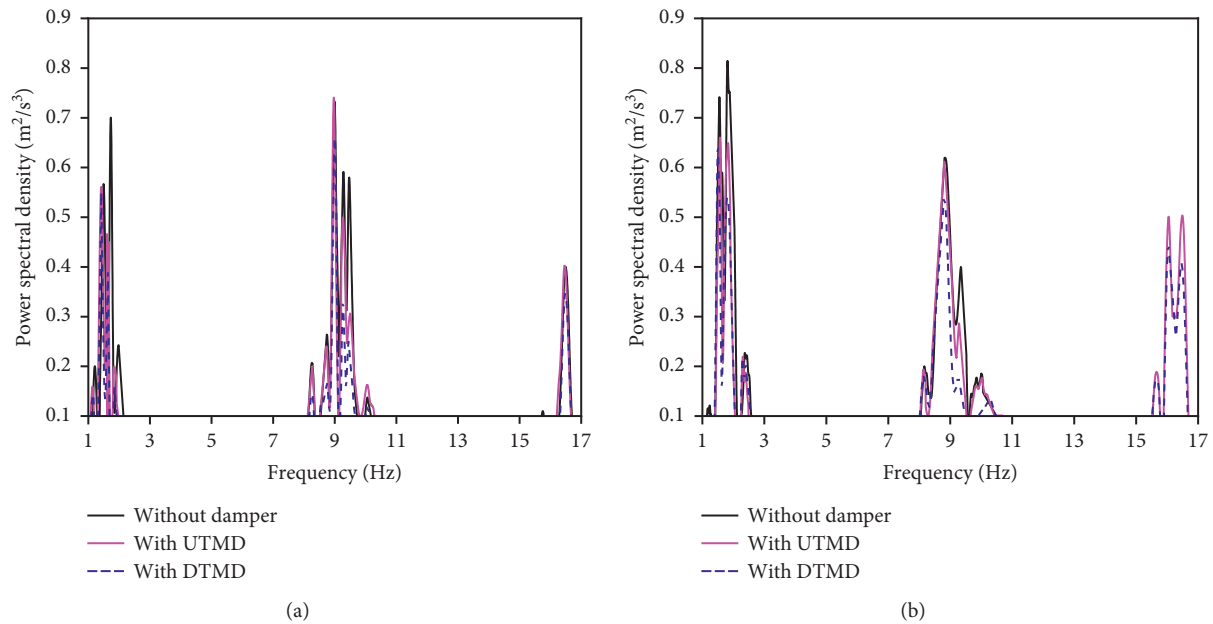 Power spectral density (m²/s³)
0.9
0.8
0.7
0.6
0.5
0.4
0.3
0.2
0.1
1 3 5 7 9 11 13 15 17
Frequency (Hz)
Without damper
With UTMD
With DTMD
(a)
Power spectral density (m²/s³)
0.9
0.8
0.7
0.6
0.5
0.4
0.3
0.2
0.1
1 3 5 7 9 11 13 15 17
Frequency (Hz)
Without damper
With UTMD
With DTMD
(b)